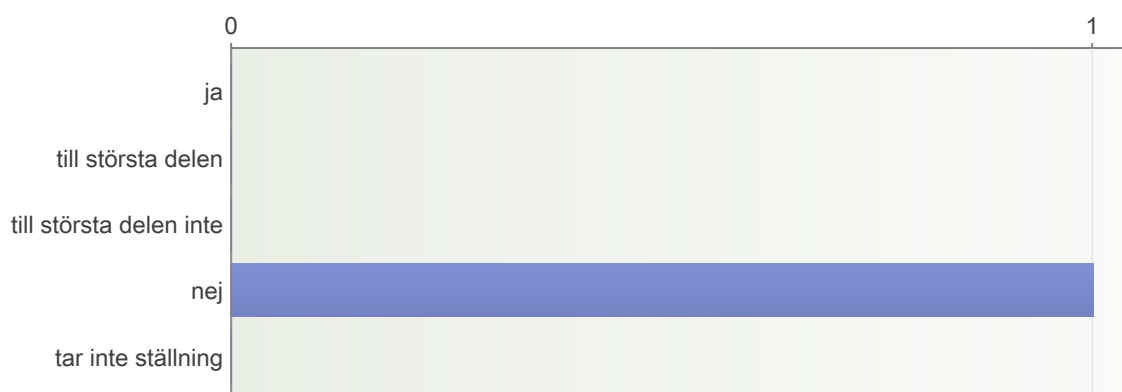 0 1
ja
till största delen
till största delen inte
nej
tar inte ställning